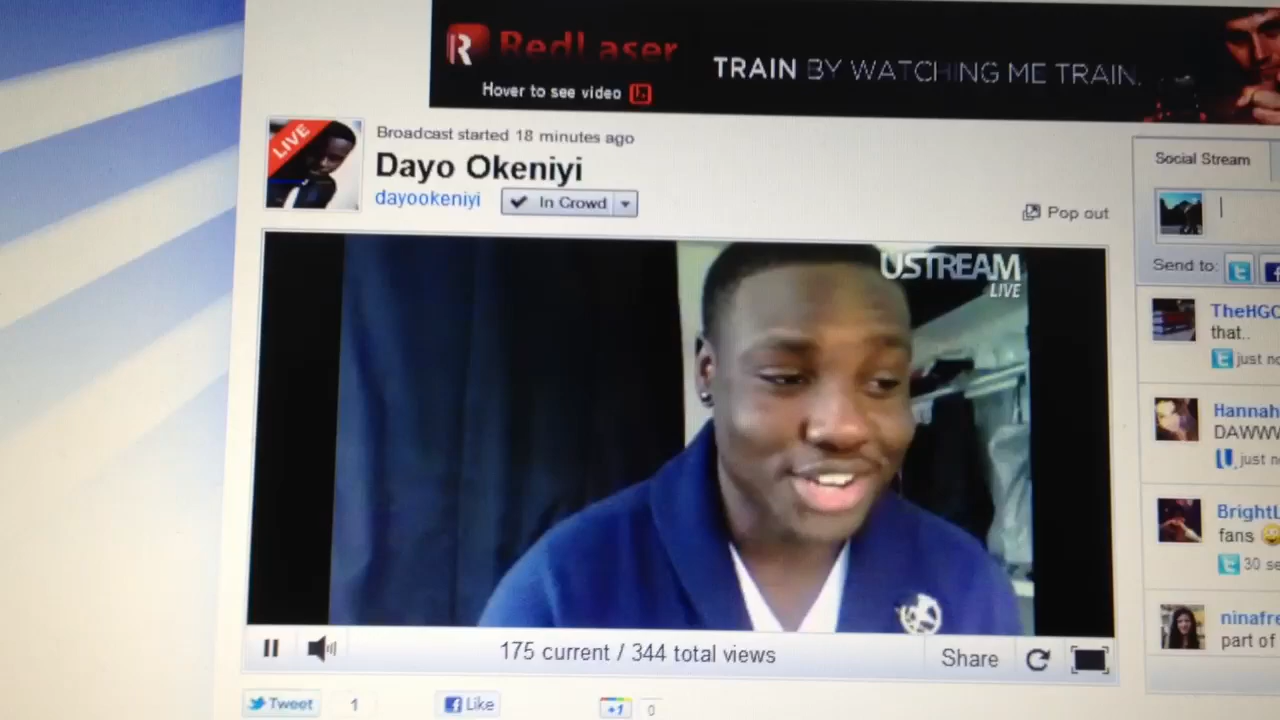 RedLaser
Hover to see video
TRAIN BY WATCHING ME TRAIN.
LIVE
Broadcast started 18 minutes ago
Dayo Okeniyi
dayookeniyi
In Crowd
Pop out
USTREAM
LIVE
175 current / 344 total views
Share
Tweet
1
Like
+1
0
Social Stream
Send to:
TheHGC
that..
just no
Hannah
DAWWW
just no
BrightL
fans
30 se
ninafre
part of